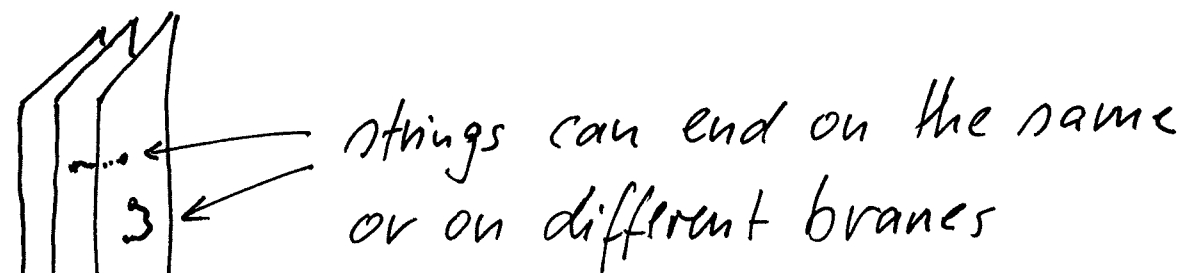 strings can end on the same
or on different branes